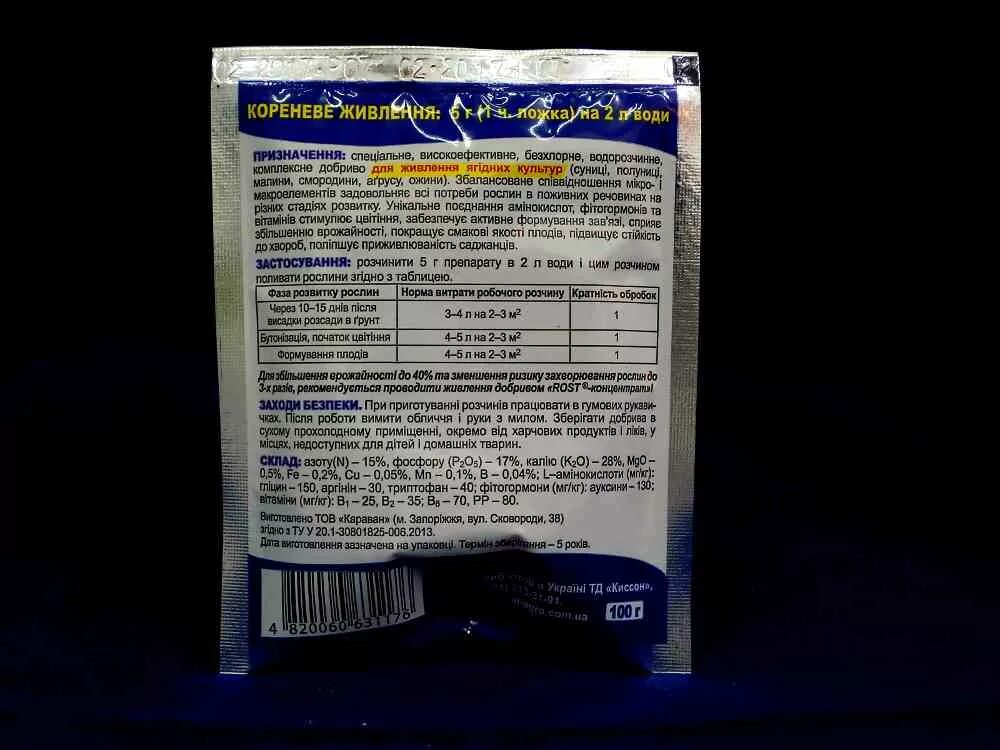 КОРЕНЕВЕ ЖИВЛЕННЯ: 5 г (1 ч. ложка) на 2 л води
ПРИЗНАЧЕННЯ: спеціальне, високоефективне, безхлорне, водорозчинне,
комплексне добриво для живлення ягідних культур (суниці, полуниці,
малини, смородини, аґрусу, ожини). Збалансоване співвідношення мікро- і
макроелементів задовольняє всі потреби рослин в поживних речовинах на
різних стадіях розвитку. Унікальне поєднання амінокислот, фітогормонів та
вітамінів стимулює цвітіння, забезпечує активне формування зав'язі, сприяє
збільшенню врожайності, покращує смакові якості плодів, підвищує стійкість
до хвороб, поліпшує приживлюваність саджанців.
ЗАСТОСУВАННЯ: розчинити 5 г препарату в 2 л води і цим розчином
поливати рослини згідно з таблицею.
Фаза розвитку рослин Норма витрати робочого розчину Кратність обробок
Через 10–15 днів після
висадки розсади в ґрунт 3–4 л на 2–3 м² 1
Бутонізація, початок цвітіння 4–5 л на 2–3 м² 1
Формування плодів 4–5 л на 2–3 м² 1
Для збільшення врожайності до 40% та зменшення ризику захворювання рослин до
3-х разів, рекомендується проводити живлення добривом «ROST®-концентрат»!
ЗАХОДИ БЕЗПЕКИ. При приготуванні розчинів працювати в гумових рукави-
чках. Після роботи вимити обличчя і руки з милом. Зберігати добрива в
сухому прохолодному приміщенні, окремо від харчових продуктів і ліків, у
місцях, недоступних для дітей і домашніх тварин.
СКЛАД: азоту(N) – 15%, фосфору (P₂O₅) – 17%, калію (K₂O) – 28%, MgO –
0,5%, Fe – 0,2%, Cu – 0,05%, Mn – 0,1%, B – 0,04%; L–амінокислоти (мг/кг):
гліцин – 150, аргінін – 30, триптофан – 40; фітогормони (мг/кг): ауксини – 130;
вітаміни (мг/кг): B₁ – 25, B₂ – 35; B₆ – 70, PP – 80.
Виготовлено ТОВ «Караван» (м. Запоріжжя, вул. Сковороди, 38)
згідно з ТУ У 20.1-30801825-006.2013.
Дата виготовлення зазначена на упаковці. Термін зберігання – 5 років.
в Україні ТД «Киссон»,
.com.ua
100 г
4 820060 631178